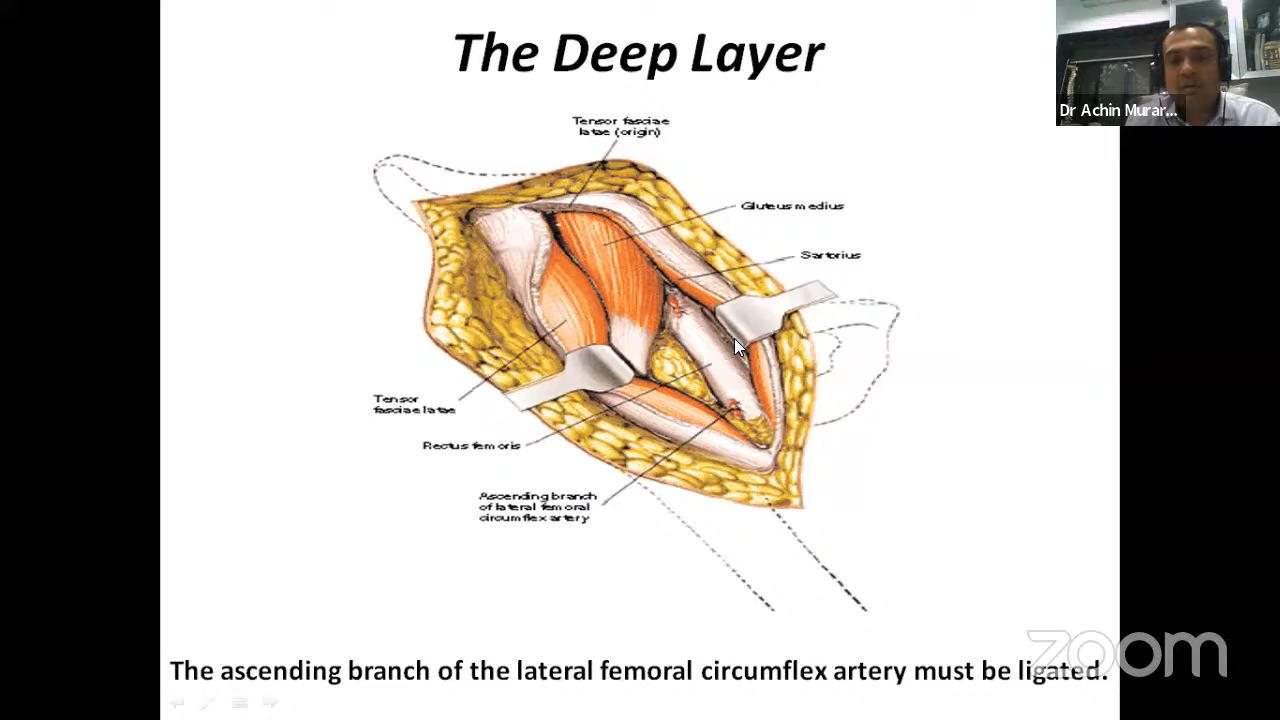 The Deep Layer
Dr Achin Murar...
Tensor fasciae
latae (origin)
Gluteus medius
Sartorius
Tensor
fasciae latae
Rectus femoris
Ascending branch
of lateral femoral
circumflex artery
The ascending branch of the lateral femoral circumflex artery must be ligated.
zoom